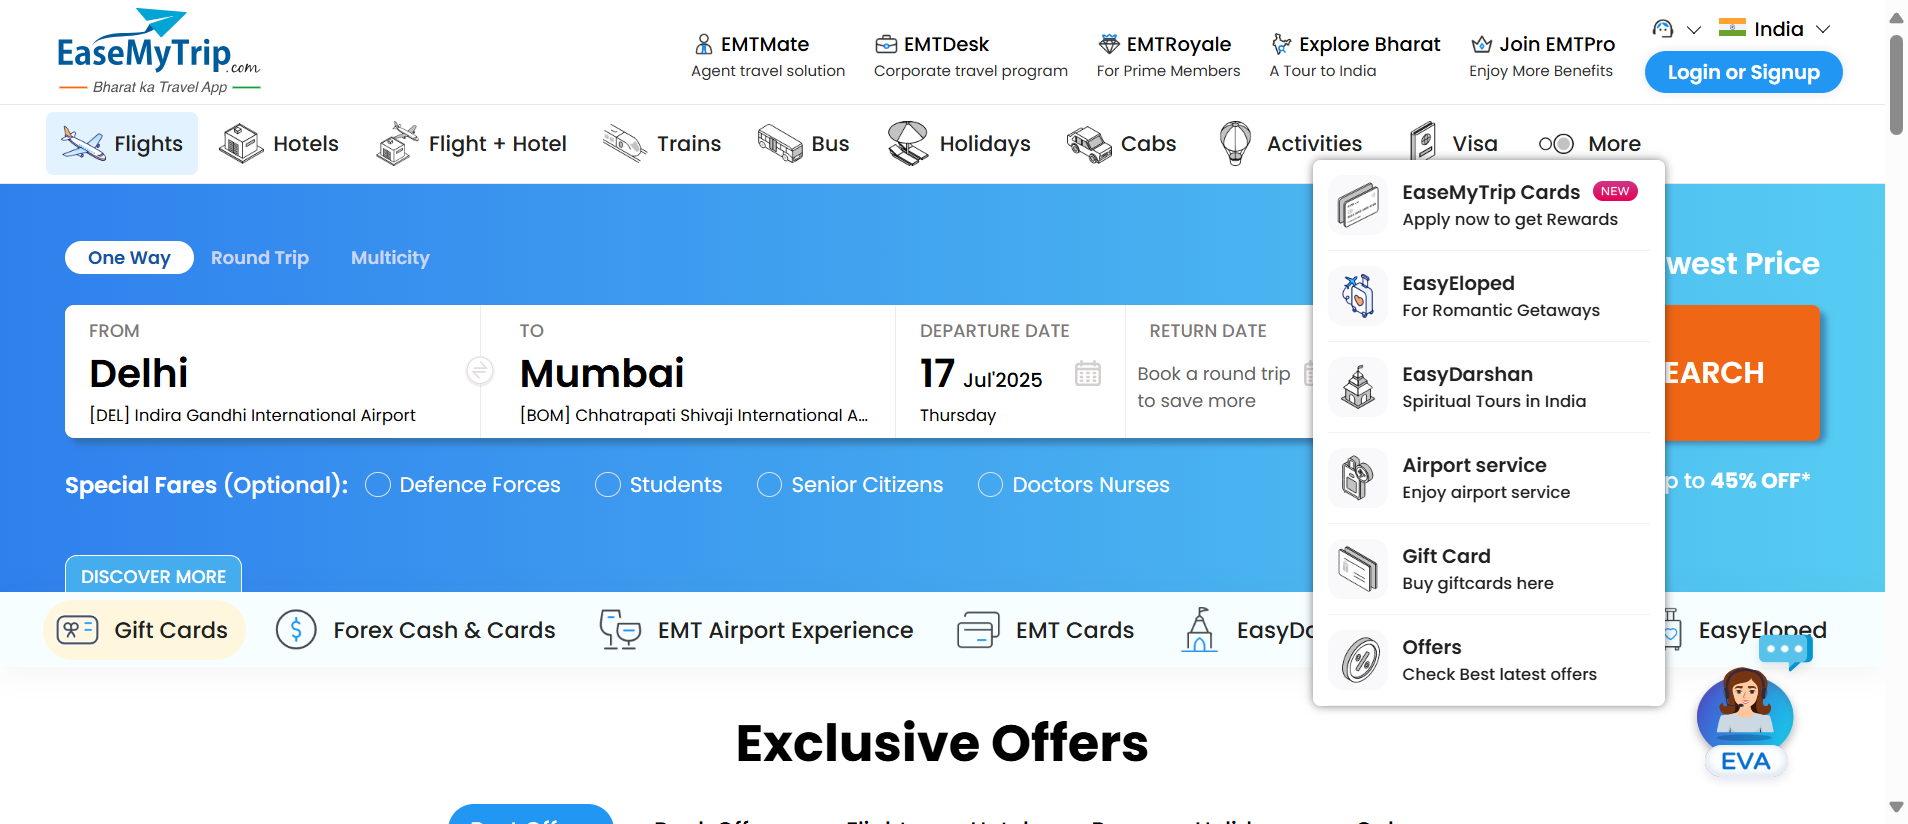 EaseMyTrip.com
Bharat ka Travel App
EMTMate
Agent travel solution
EMTDesk
Corporate travel program
EMTRoyale
For Prime Members
Explore Bharat
A Tour to India
Join EMTPro
Enjoy More Benefits
India
Login or Signup
Flights
Hotels
Flight + Hotel
Trains
Bus
Holidays
Cabs
Activities
Visa
More
One Way
Round Trip
Multicity
west Price
FROM
Delhi
[DEL] Indira Gandhi International Airport
TO
Mumbai
[BOM] Chhatrapati Shivaji International A...
DEPARTURE DATE
17 Jul'2025
Thursday
RETURN DATE
Book a round trip
to save more
EARCH
Special Fares (Optional):
Defence Forces
Students
Senior Citizens
Doctors Nurses
p to 45% OFF*
EaseMyTrip Cards NEW
Apply now to get Rewards
EasyEloped
For Romantic Getaways
EasyDarshan
Spiritual Tours in India
Airport service
Enjoy airport service
Gift Card
Buy giftcards here
Offers
Check Best latest offers
DISCOVER MORE
Gift Cards
Forex Cash & Cards
EMT Airport Experience
EMT Cards
EasyDa
EasyEloped
EVA
Exclusive Offers